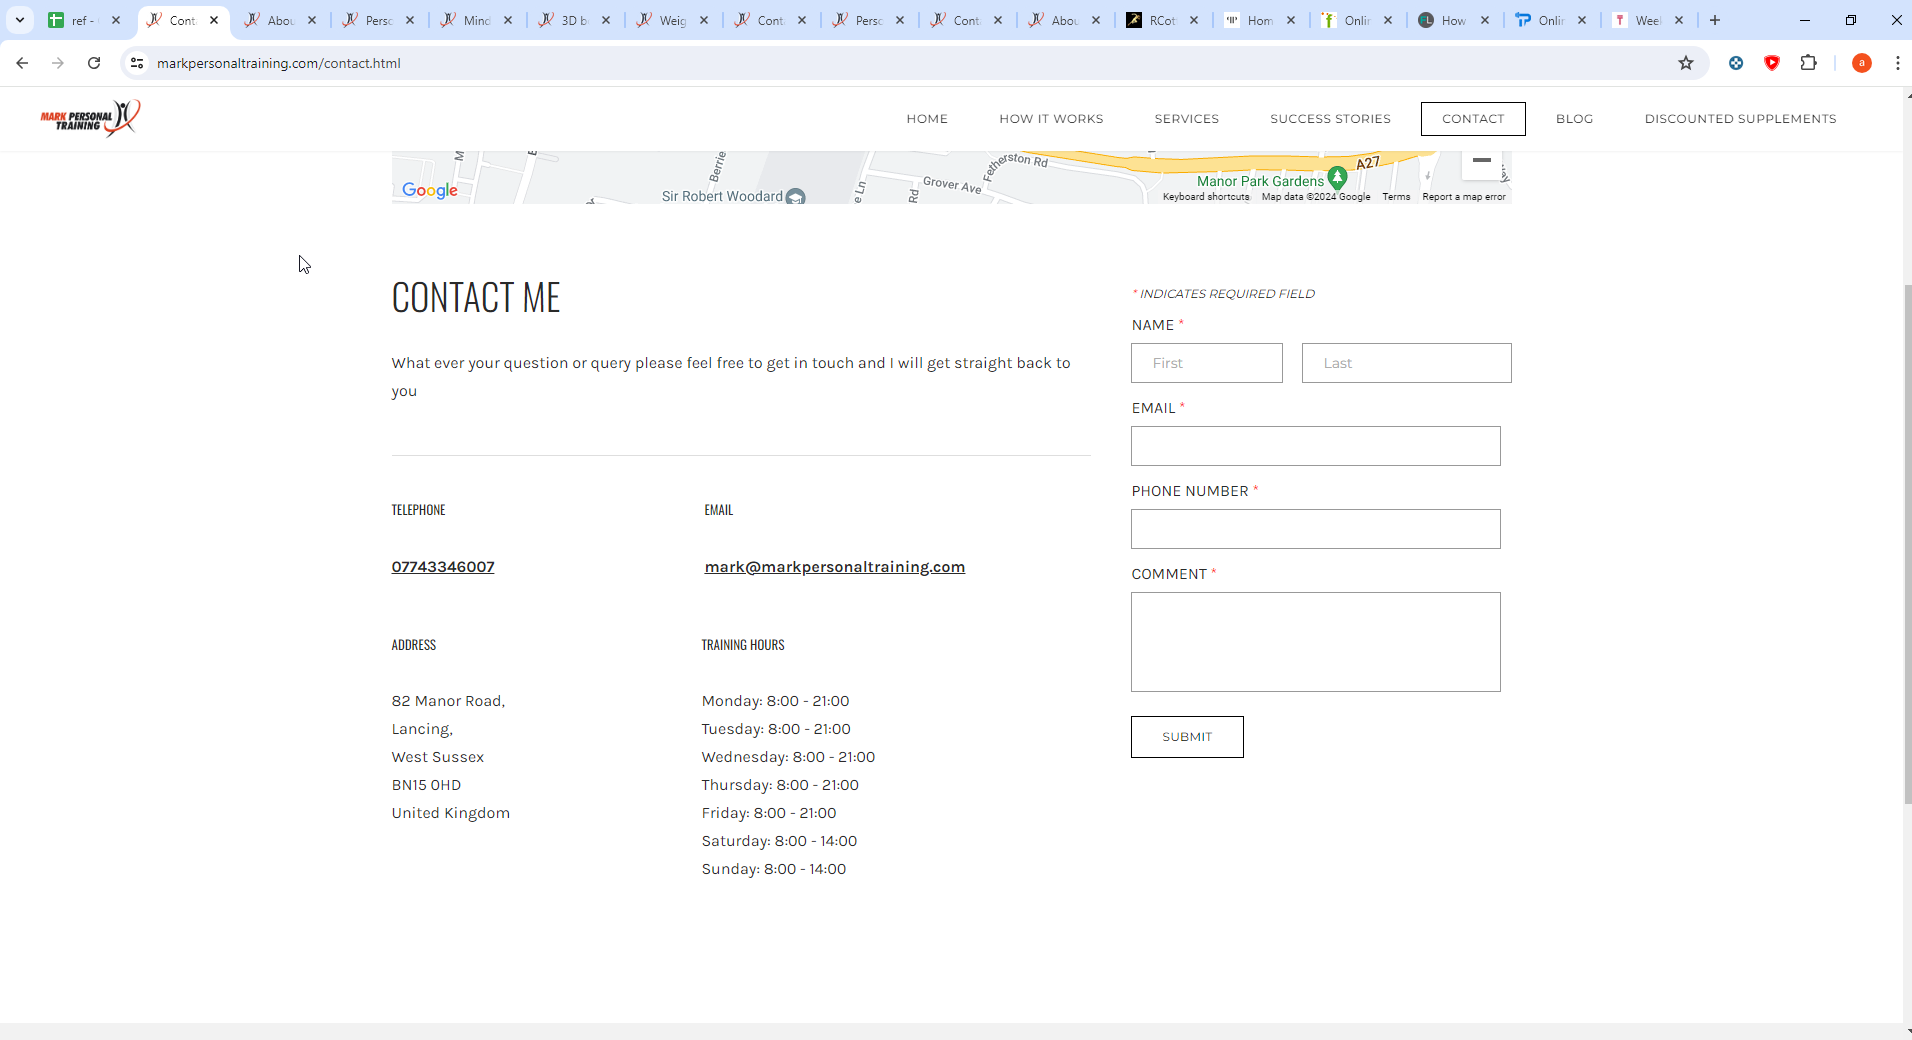 ref -
Cont
Abou
Perso
Mind
3D b
Weig
Cont
Perso
Cont
Abou
RCot
Hom
Onlin
How
Onlin
Week
markpersonaltraining.com/contact.html
a
MARK PERSONAL
TRAINING
HOME
HOW IT WORKS
SERVICES
SUCCESS STORIES
CONTACT
BLOG
DISCOUNTED SUPPLEMENTS
Berrie
Fetherston Rd
A27
Grover Ave
Manor Park Gardens
Google
Sir Robert Woodard
e Ln
Rd
Keyboard shortcuts
Map data ©2024 Google
Terms
Report a map error
CONTACT ME
What ever your question or query please feel free to get in touch and I will get straight back to
you
TELEPHONE
EMAIL
07743346007
mark@markpersonaltraining.com
ADDRESS
TRAINING HOURS
82 Manor Road,
Lancing,
West Sussex
BN15 0HD
United Kingdom
Monday: 8:00 - 21:00
Tuesday: 8:00 - 21:00
Wednesday: 8:00 - 21:00
Thursday: 8:00 - 21:00
Friday: 8:00 - 21:00
Saturday: 8:00 - 14:00
Sunday: 8:00 - 14:00
* INDICATES REQUIRED FIELD
NAME *
First
Last
EMAIL *
PHONE NUMBER *
COMMENT *
SUBMIT